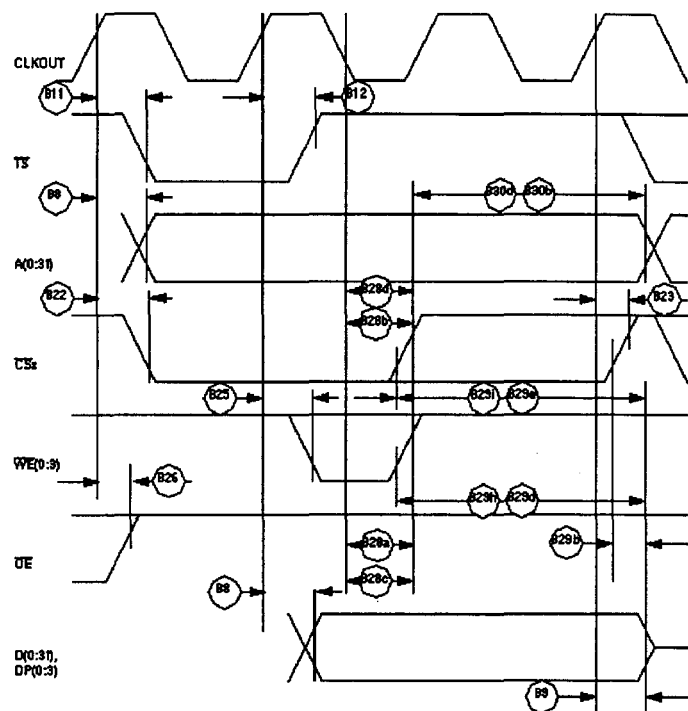 CLKOUT
B11
B12
TS
B8
B30d B30b
A(0:31)
B22
B28d
B23
B28b
CSx
B25
B29i B29e
WE(0:3)
B26
B29h B29d
B28a
B29b
OE
B28c
B8
D(0:31),
DP(0:3)
B9